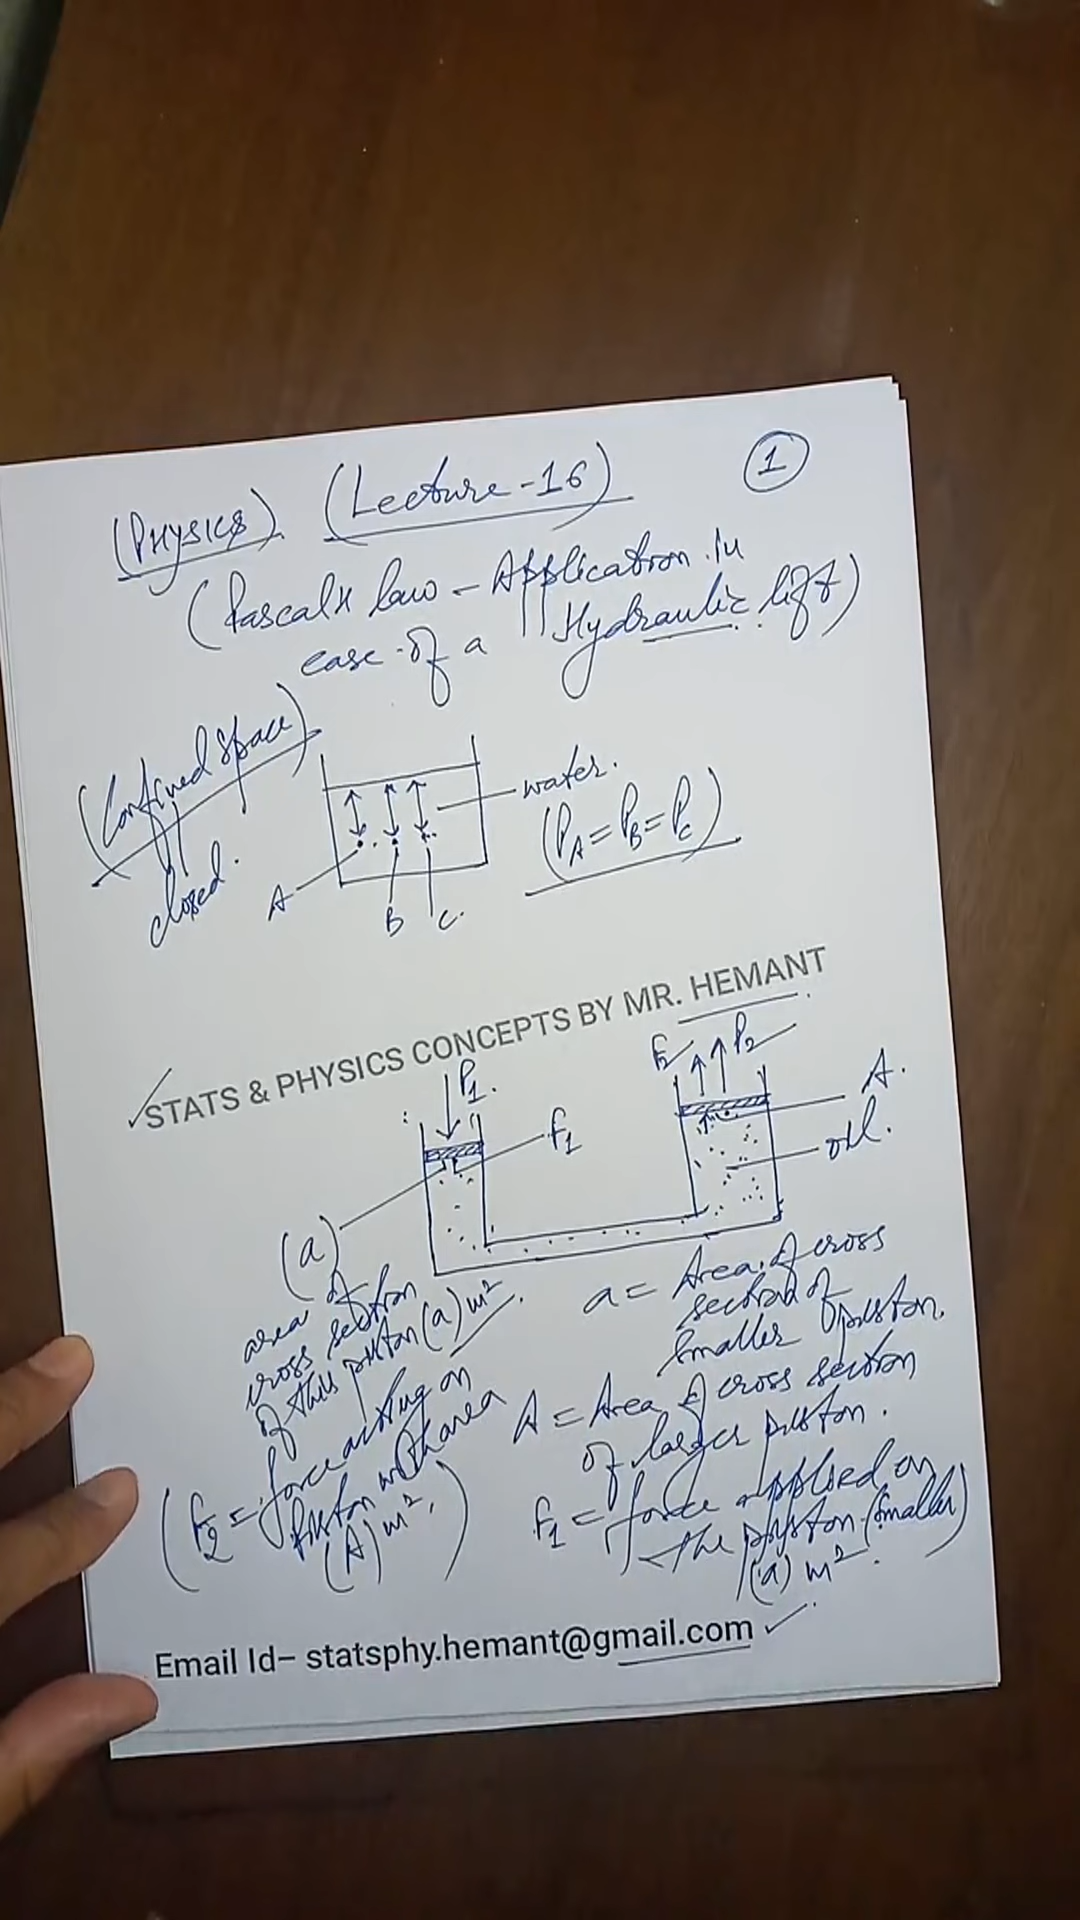 (PHYSICS) (Lecture-16) 1
(Pascal's law - Application in
case of a Hydraulic lift)
(Confined space)
closed.
water.
(PA = PB = PC)
A
B C.
STATS & PHYSICS CONCEPTS BY MR. HEMANT
P1.
F2 P2
F1
A.
oil.
(a)
area of
cross section
of this piston (a) m²
a = Area of cross
section of
smaller piston.
A = Area of cross section
of larger piston.
(F2 = force acting on
piston with area
(A) m².)
F1 = force applied on
the piston (smaller)
(a) m².
Email Id– statsphy.hemant@gmail.com